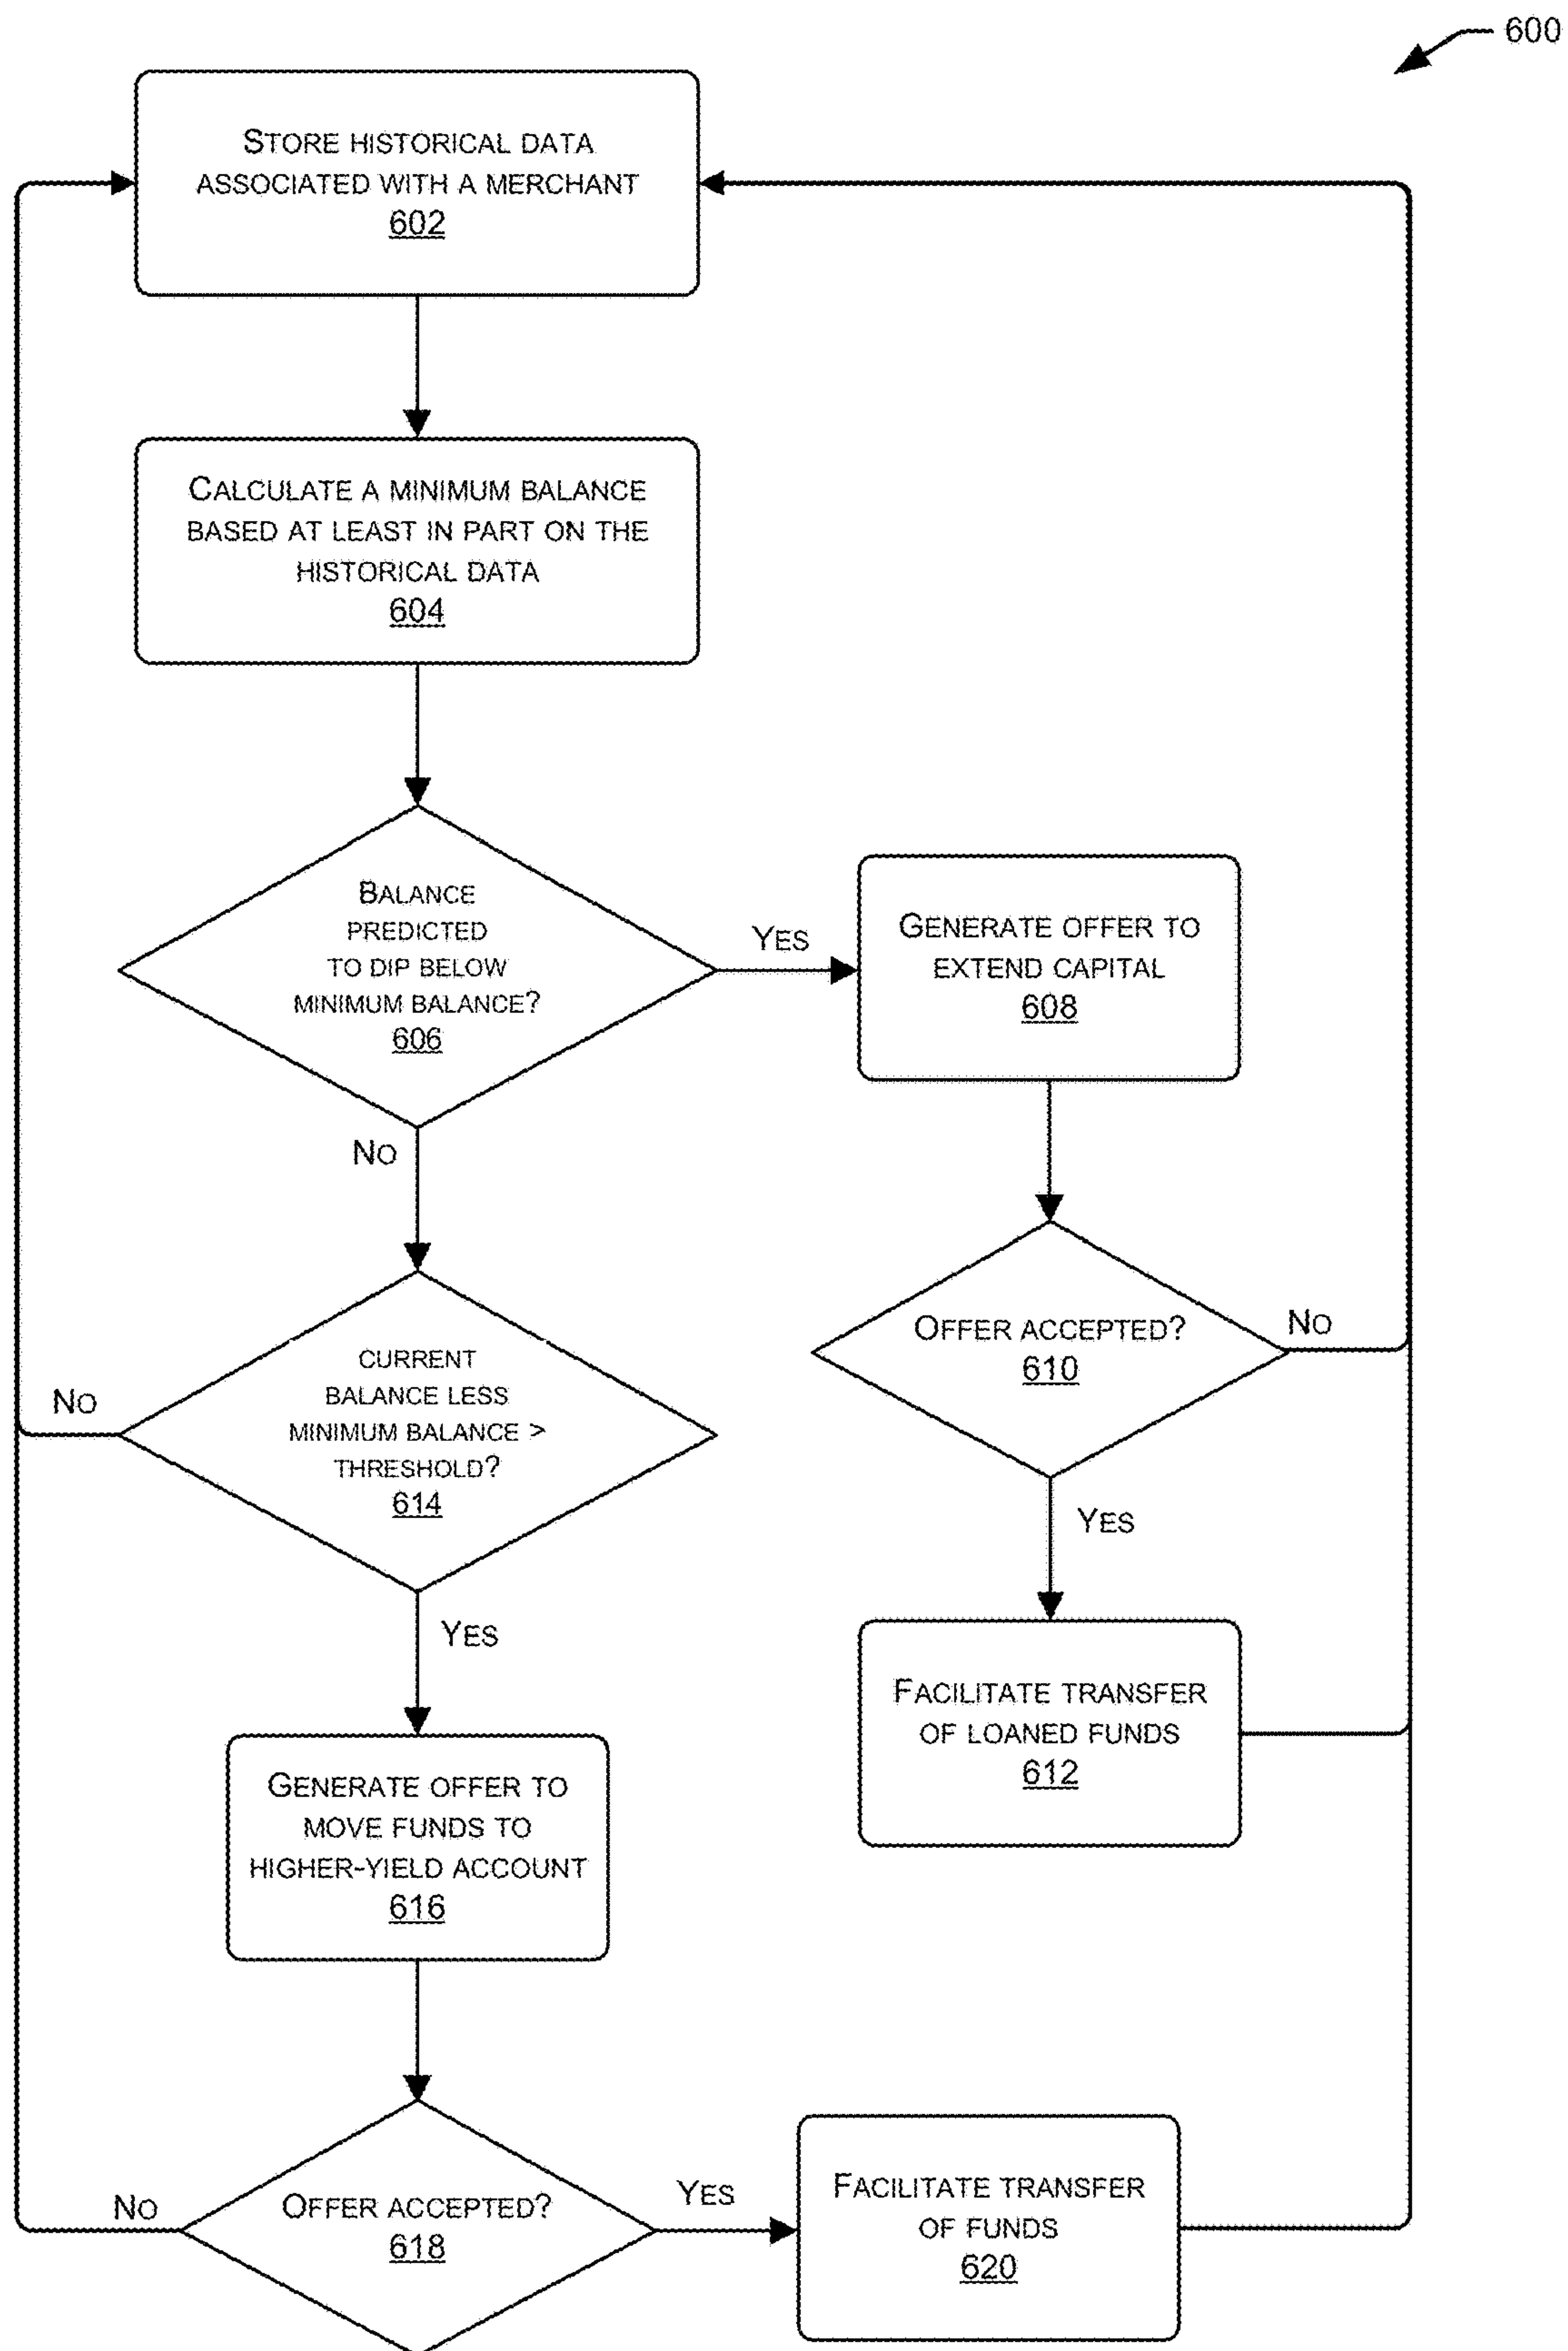 600
STORE HISTORICAL DATA
ASSOCIATED WITH A MERCHANT
602
CALCULATE A MINIMUM BALANCE
BASED AT LEAST IN PART ON THE
HISTORICAL DATA
604
BALANCE
PREDICTED
TO DIP BELOW
MINIMUM BALANCE?
606
YES
GENERATE OFFER TO
EXTEND CAPITAL
608
NO
OFFER ACCEPTED?
610
NO
CURRENT
BALANCE LESS
MINIMUM BALANCE >
THRESHOLD?
614
NO
YES
YES
FACILITATE TRANSFER
OF LOANED FUNDS
612
GENERATE OFFER TO
MOVE FUNDS TO
HIGHER-YIELD ACCOUNT
616
OFFER ACCEPTED?
618
NO
YES
FACILITATE TRANSFER
OF FUNDS
620